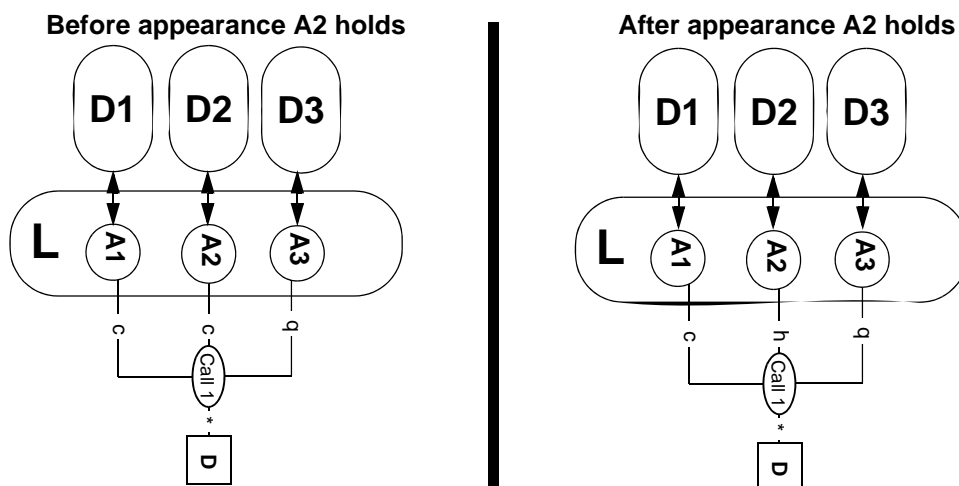 Before appearance A2 holds
D1 D2 D3
L
A1 A2 A3
c c q
Call 1
*
D
After appearance A2 holds
D1 D2 D3
L
A1 A2 A3
c h q
Call 1
*
D